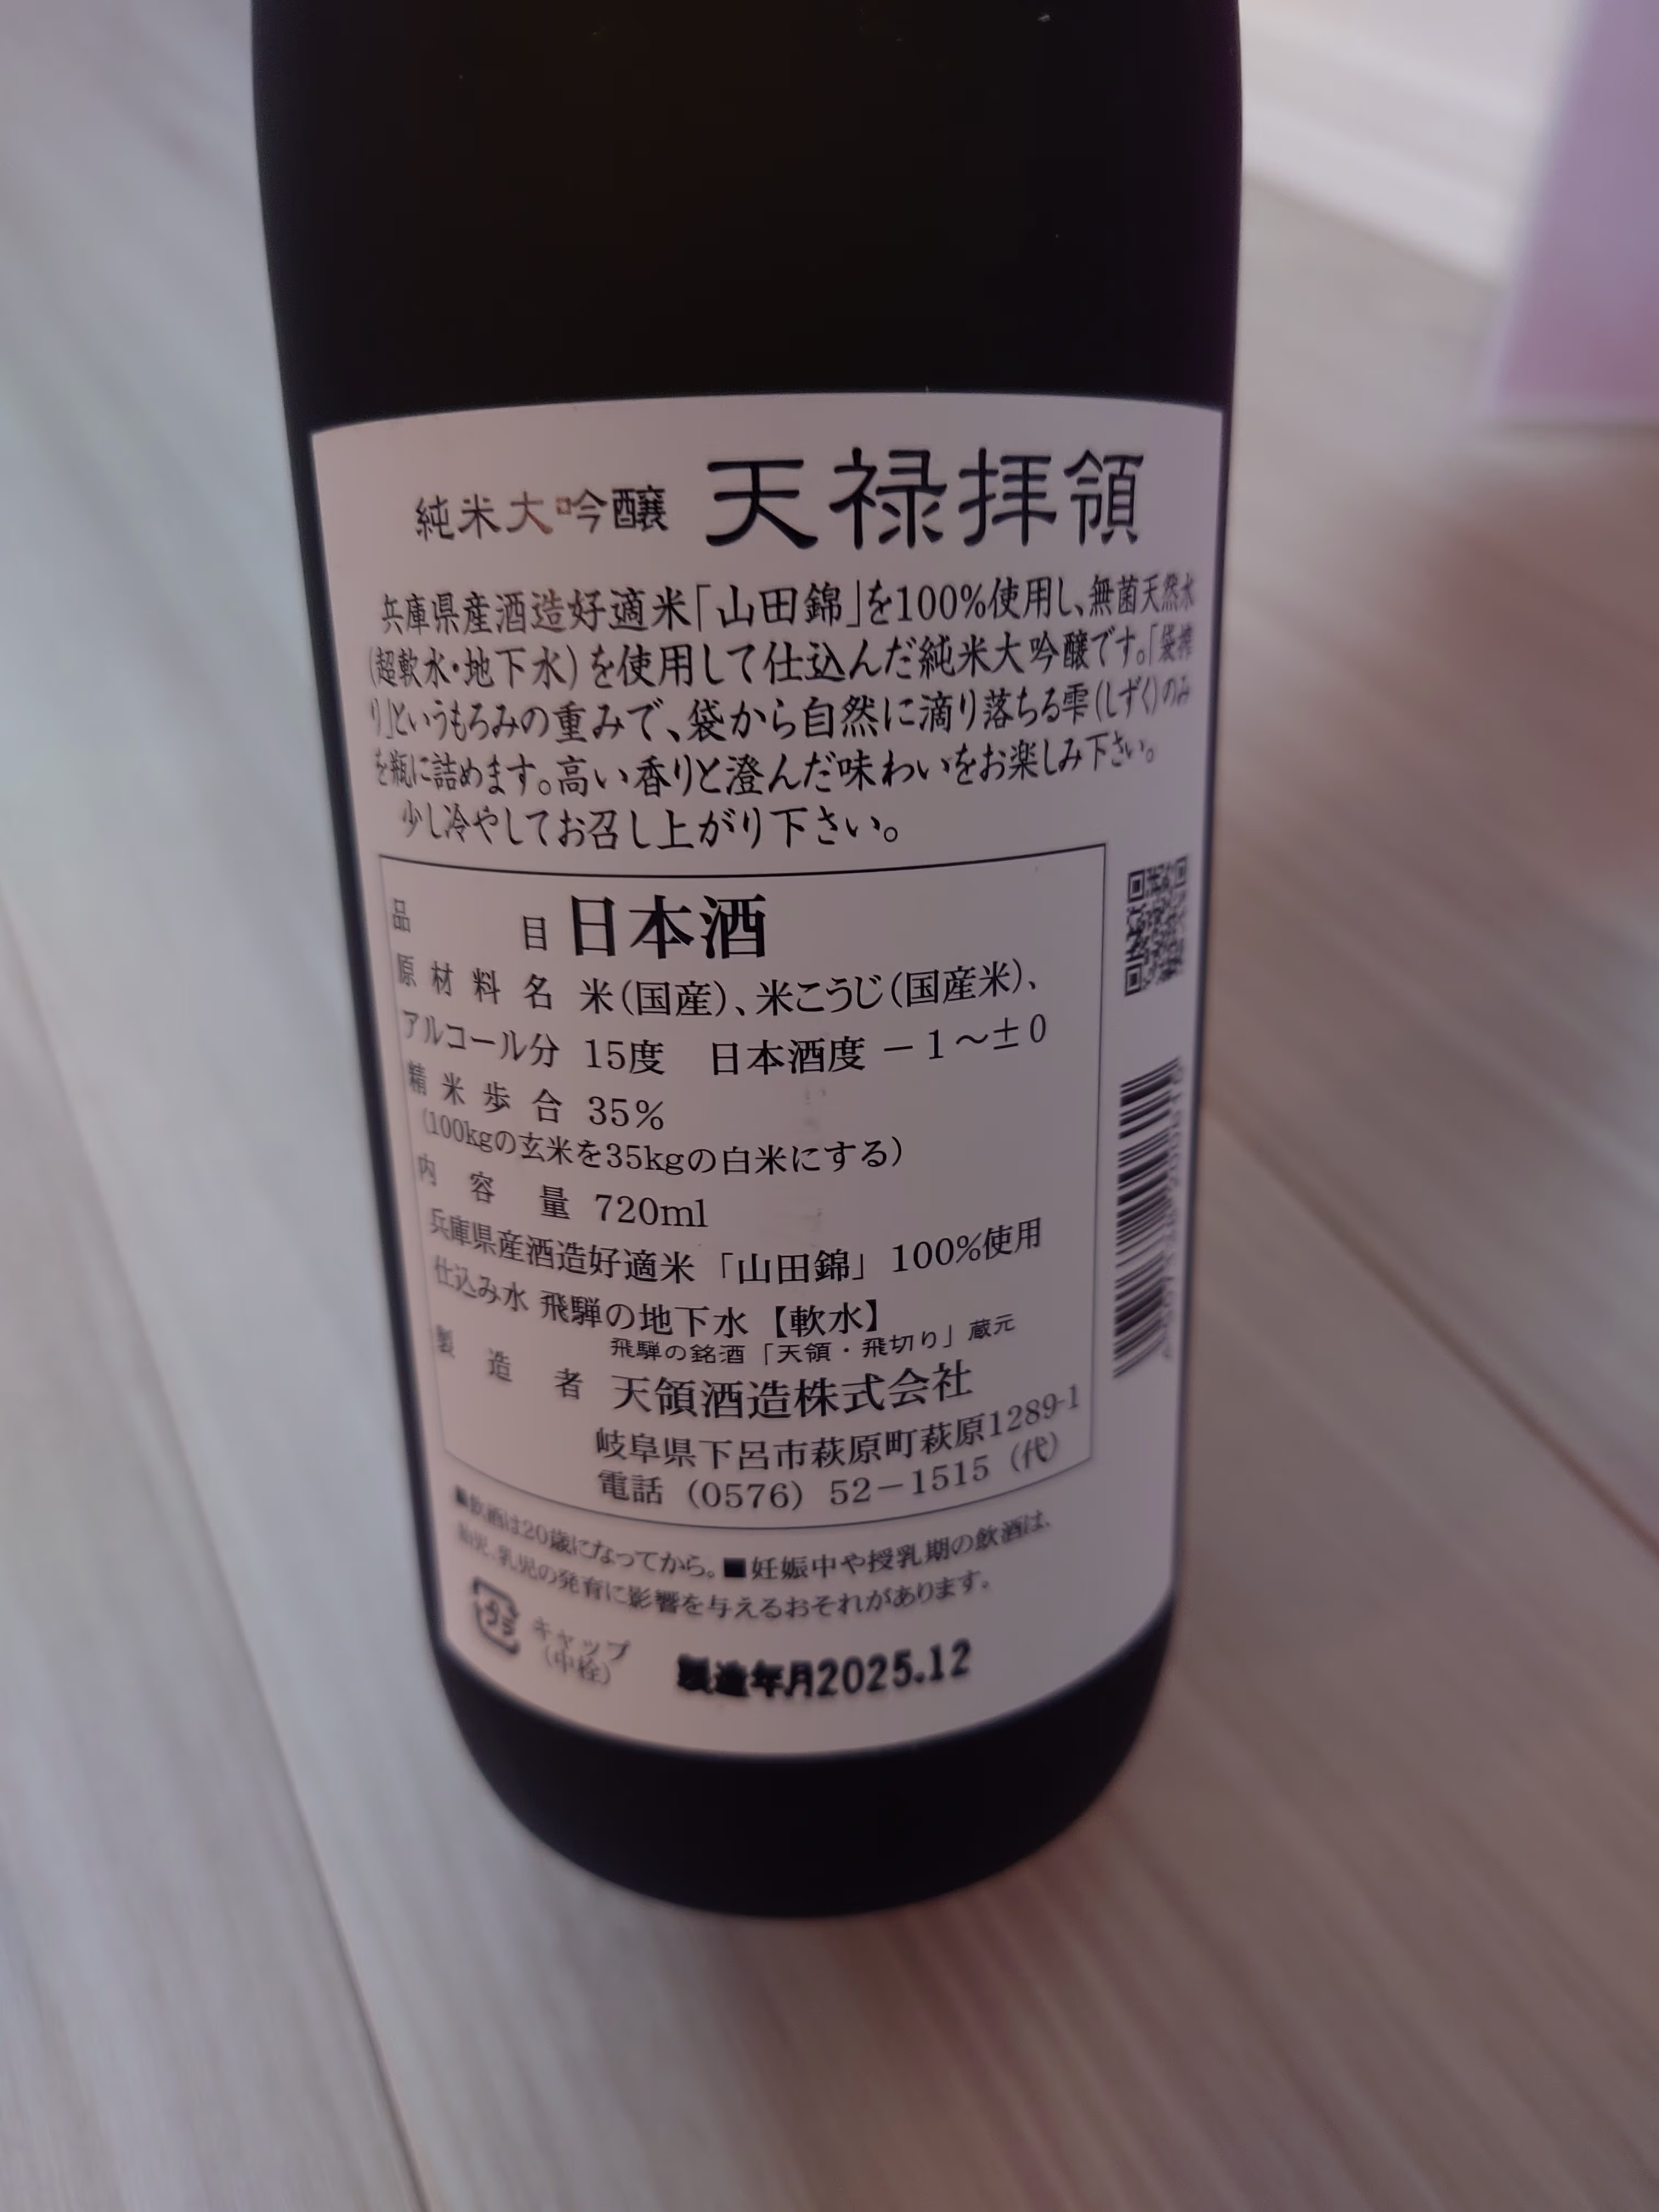 純米大吟醸 天禄拝領
兵庫県産酒造好適米「山田錦」を100%使用し、無菌天然水
(超軟水・地下水)を使用して仕込んだ純米大吟醸です。「袋搾
り」というもろみの重みで、袋から自然に滴り落ちる雫(しずく)のみ
を瓶に詰めます。高い香りと澄んだ味わいをお楽しみ下さい。
少し冷やしてお召し上がり下さい。
品目 日本酒
原材料名 米(国産)、米こうじ(国産米)、
アルコール分 15度 日本酒度 −1〜±0
精米歩合 35%
(100kgの玄米を35kgの白米にする)
内容量 720ml
兵庫県産酒造好適米「山田錦」100%使用
仕込み水 飛騨の地下水【軟水】
飛騨の銘酒「天領・飛切り」蔵元
製造者 天領酒造株式会社
岐阜県下呂市萩原町萩原1289-1
電話 (0576) 52−1515 (代)
■飲酒は20歳になってから。■妊娠中や授乳期の飲酒は、
胎児・乳児の発育に影響を与えるおそれがあります。
プラ
キャップ
(中栓)
製造年月2025.12